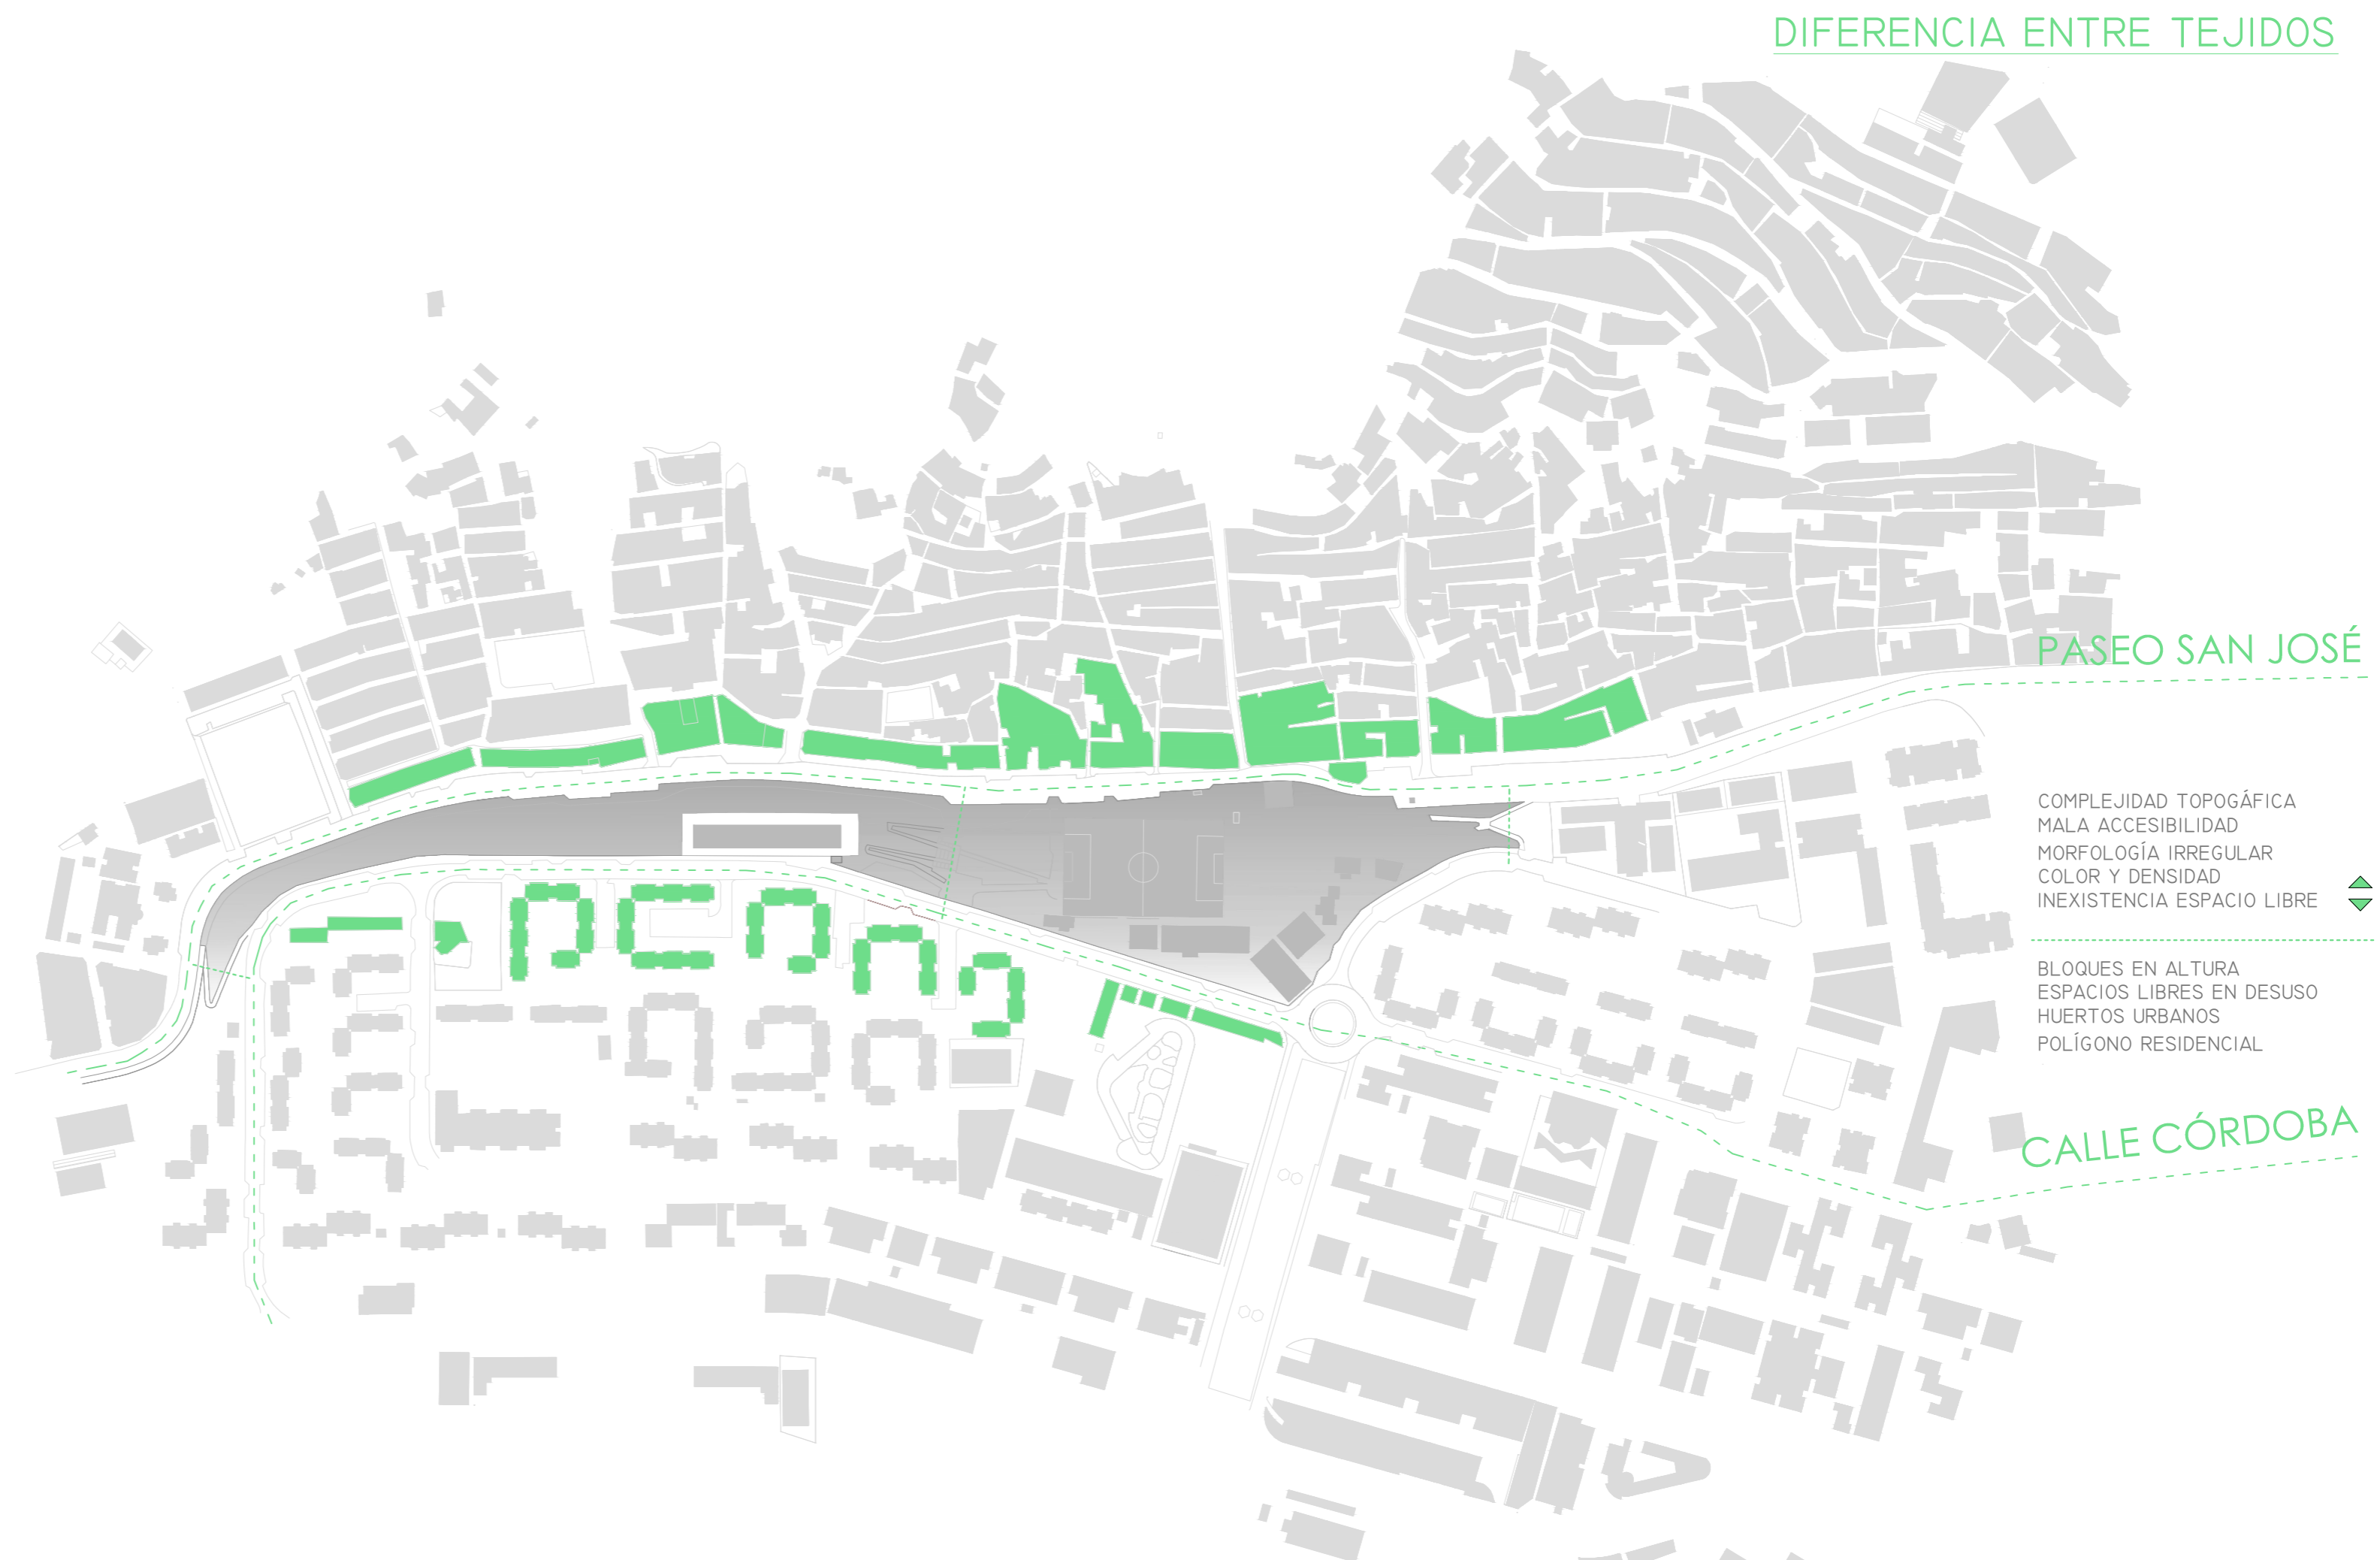 DIFERENCIA ENTRE TEJIDOS
PASEO SAN JOSÉ
COMPLEJIDAD TOPOGÁFICA
MALA ACCESIBILIDAD
MORFOLOGÍA IRREGULAR
COLOR Y DENSIDAD
INEXISTENCIA ESPACIO LIBRE
BLOQUES EN ALTURA
ESPACIOS LIBRES EN DESUSO
HUERTOS URBANOS
POLÍGONO RESIDENCIAL
CALLE CÓRDOBA